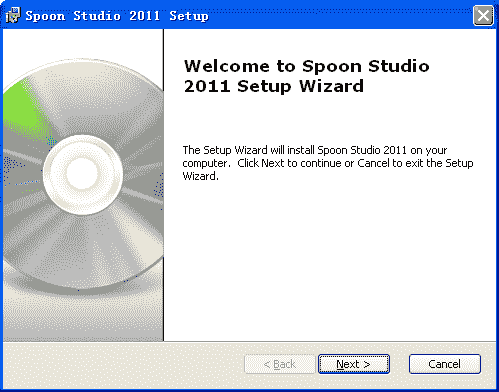 Spoon Studio 2011 Setup
Welcome to Spoon Studio
2011 Setup Wizard
The Setup Wizard will install Spoon Studio 2011 on your
computer. Click Next to continue or Cancel to exit the Setup
Wizard.
< Back Next > Cancel